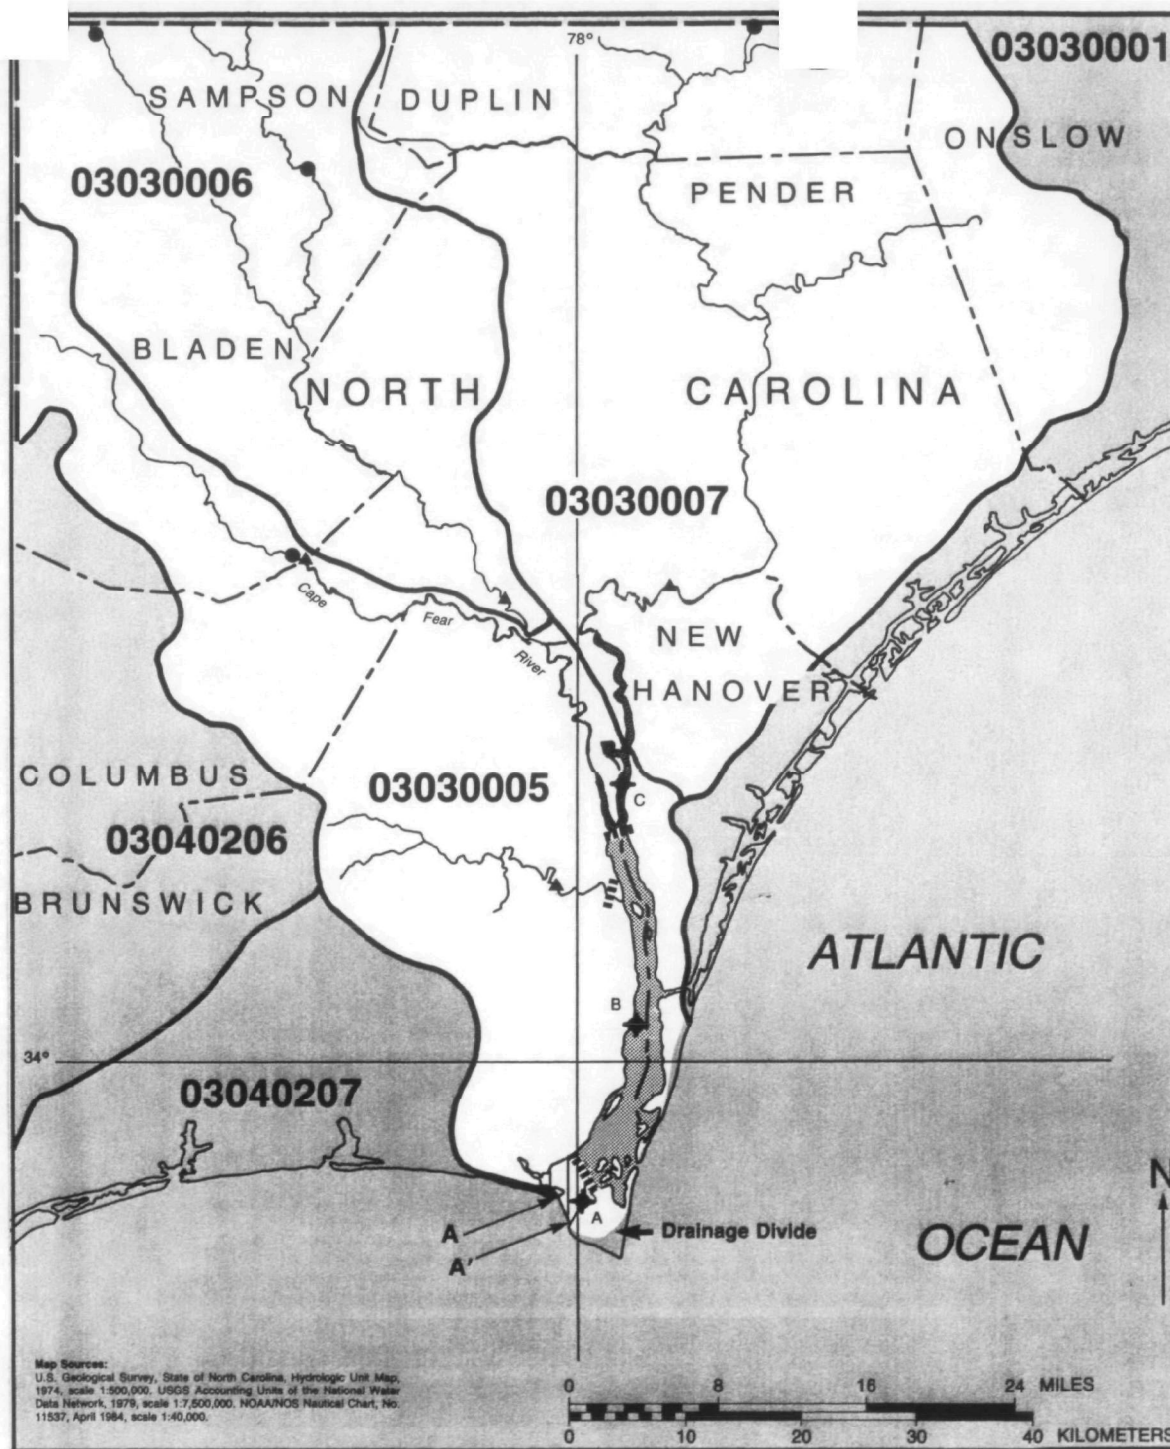 78°
03030001
SAMPSON
DUPLIN
ONSLOW
03030006
PENDER
BLADEN
NORTH
CAROLINA
03030007
Cape
Fear
River
NEW
HANOVER
COLUMBUS
03030005
C
03040206
BRUNSWICK
ATLANTIC
B
34°
03040207
N
A
A
Drainage Divide
OCEAN
A'
Map Sources:
U.S. Geological Survey, State of North Carolina, Hydrologic Unit Map,
1974, scale 1:500,000. USGS Accounting Units of the National Water
Data Network, 1979, scale 1:7,500,000. NOAA/NOS Nautical Chart, No.
11537, April 1984, scale 1:40,000.
0 8 16 24 MILES
0 10 20 30 40 KILOMETERS